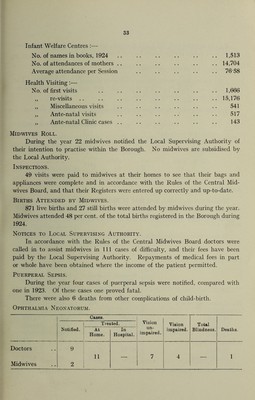 33
Infant Welfare Centres :—
No. of names in books, 1924 .. .. .. .. .. 1,513
No. of attendances of mothers .. .. .. .. .. .. 14,704
Average attendance per Session .. .. .. .. .. 76·58
Health Visiting :—
No. of first visits .. .. .. .. .. .. .. 1,666
„ re-visits .. .. .. .. .. .. .. .. 15,176
„ Miscellaneous visits .. .. .. .. .. .. 541
„ Ante-natal visits .. .. .. .. .. .. 517
„ Ante-natal Clinic cases .. .. .. .. .. .. 143
Midwives Roll.
During the year 22 midwives notified the Local Supervising Authority of
their intention to practise within the Borough. No midwives are subsidised by
the Local Authority.
Inspections.
49 visits were paid to midwives at their homes to see that their bags and
appliances were complete and in accordance with the Rules of the Central Mid-
wives Board, and that their Registers were entered up correctly and up-to-date.
Births Attended by Midwives.
871 live births and 27 still births were attended by midwives during the year.
Midwives attended 48 per cent. of the total births registered in the Borough during
1924.
Notices to Local Supervising Authority.
In accordance with the Rules of the Central Midwives Board doctors were
called in to assist midwives in 111 cases of difficulty, and their fees have been
paid by the Local Supervising Authority. Repayments of medical fees in part
or whole have been obtained where the income of the patient permitted.
Puerperal Sepsis.
During the year four cases of puerperal sepsis were notified, compared with
one in 1923. Of these cases one proved fatal.
There were also 6 deaths from other complications of child-birth.
Ophthalmia Neonatorum.
Cases.
Notified. Treated. At Home. In Hospital. Vision un-impaired. Vision impaired. Total Blindness. Deaths.
Doctors .. 9
11 — 7 4 — 1
Midwives .. 2